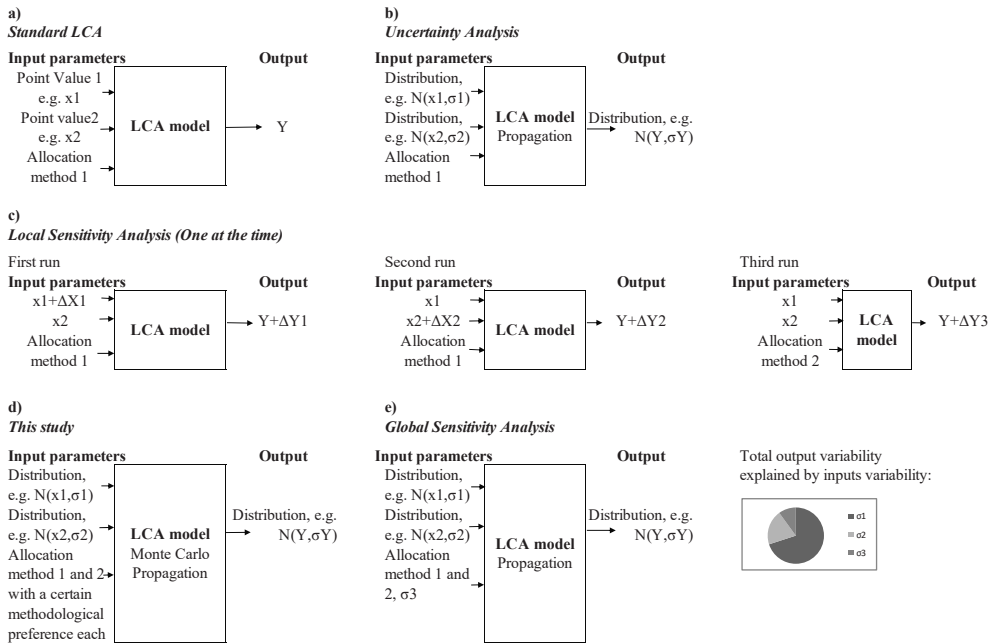 a)
Standard LCA
Input parameters
Output
Point Value 1
e.g. x1
Point value2
e.g. x2
Allocation
method 1
LCA model
Y
b)
Uncertainty Analysis
Input parameters
Output
Distribution,
e.g. N(x1,σ1)
Distribution,
e.g. N(x2,σ2)
Allocation
method 1
LCA model
Propagation
Distribution, e.g.
N(Y,σY)
c)
Local Sensitivity Analysis (One at the time)
First run
Input parameters
Output
x1+ΔX1
x2
Allocation
method 1
LCA model
Y+ΔY1
Second run
Input parameters
Output
x1
x2+ΔX2
Allocation
method 1
LCA model
Y+ΔY2
Third run
Input parameters
Output
x1
x2
Allocation
method 2
LCA
model
Y+ΔY3
d)
This study
Input parameters
Output
Distribution,
e.g. N(x1,σ1)
Distribution,
e.g. N(x2,σ2)
Allocation
method 1 and 2
with a certain
methodological
preference each
LCA model
Monte Carlo
Propagation
Distribution, e.g.
N(Y,σY)
e)
Global Sensitivity Analysis
Input parameters
Output
Distribution,
e.g. N(x1,σ1)
Distribution,
e.g. N(x2,σ2)
Allocation
method 1 and
2, σ3
LCA model
Propagation
Distribution, e.g.
N(Y,σY)
Total output variability
explained by inputs variability:
σ1
σ2
σ3